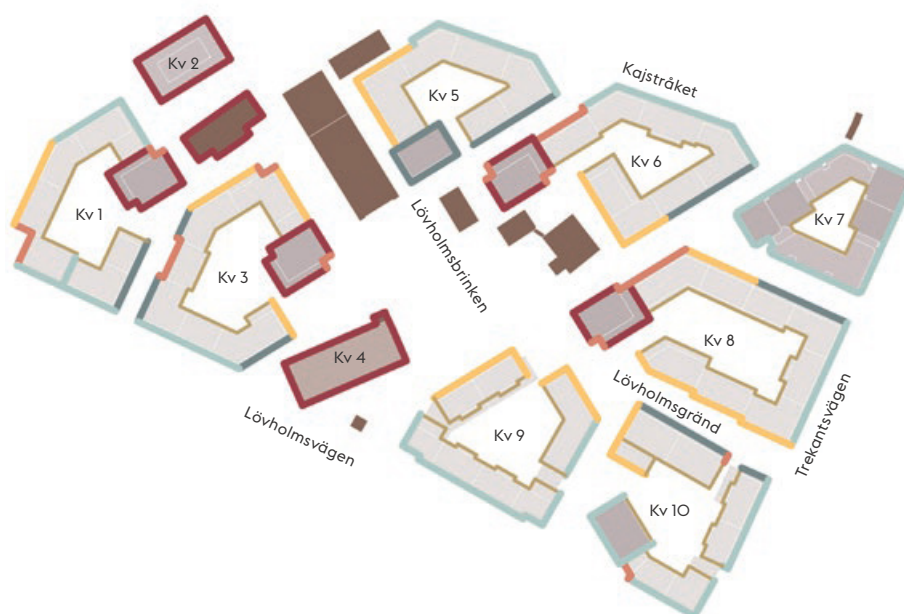 Kv 2
Kajstråket
Kv 5
Kv 6
Kv 1
Kv 7
Lövholmsbrinken
Kv 3
Kv 8
Kv 4
Lövholmsgränd
Lövholmsvägen
Kv 9
Trekantsvägen
Kv 10